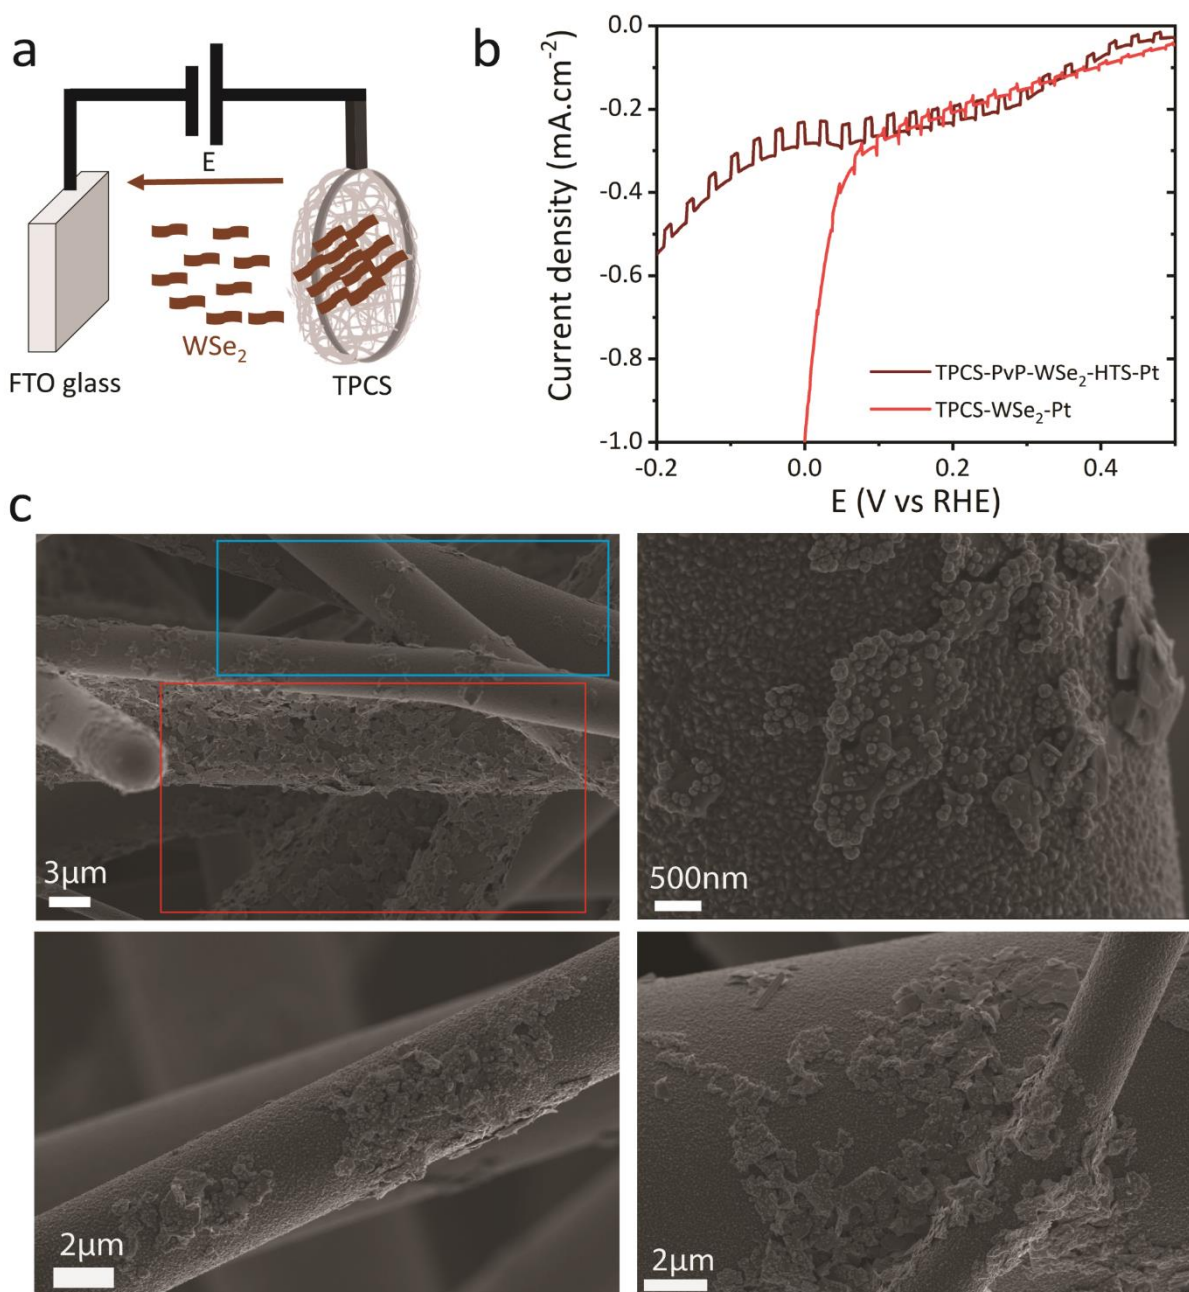 a
E
WSe₂
FTO glass
TPCS
b
Current density (mA.cm⁻²)
0.0
-0.2
-0.4
-0.6
-0.8
-1.0
TPCS-PvP-WSe₂-HTS-Pt
TPCS-WSe₂-Pt
-0.2
0.0
0.2
0.4
E (V vs RHE)
c
3μm
500nm
2μm
2μm